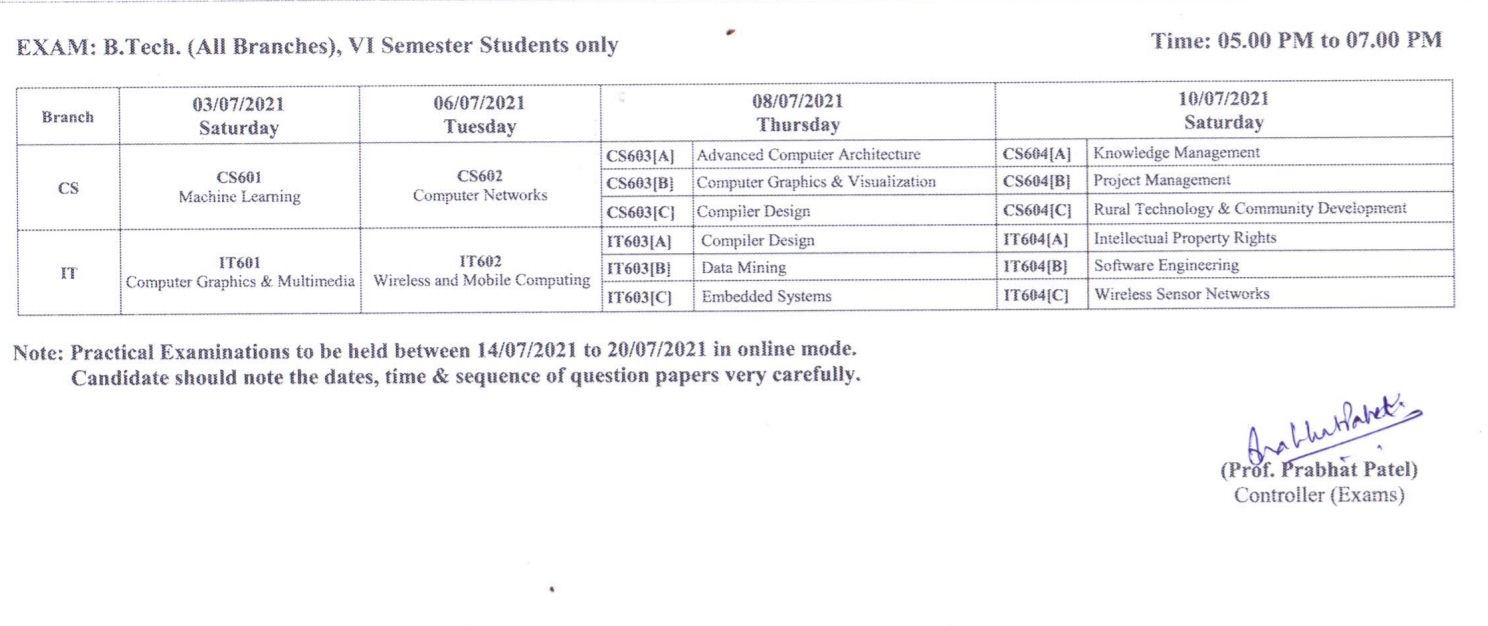 EXAM: B.Tech. (All Branches), VI Semester Students only
Time: 05.00 PM to 07.00 PM
Branch
03/07/2021
Saturday
06/07/2021
Tuesday
08/07/2021
Thursday
10/07/2021
Saturday
CS
CS601
Machine Learning
CS602
Computer Networks
CS603[A] Advanced Computer Architecture
CS603[B] Computer Graphics & Visualization
CS603[C] Compiler Design
CS604[A] Knowledge Management
CS604[B] Project Management
CS604[C] Rural Technology & Community Development
IT
IT601
Computer Graphics & Multimedia
IT602
Wireless and Mobile Computing
IT603[A] Compiler Design
IT603[B] Data Mining
IT603[C] Embedded Systems
IT604[A] Intellectual Property Rights
IT604[B] Software Engineering
IT604[C] Wireless Sensor Networks
Note: Practical Examinations to be held between 14/07/2021 to 20/07/2021 in online mode.
Candidate should note the dates, time & sequence of question papers very carefully.
Prabhat Patel
(Prof. Prabhat Patel)
Controller (Exams)